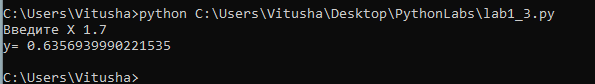 C:\Users\Vitusha>python C:\Users\Vitusha\Desktop\PythonLabs\lab1_3.py
Введите X 1.7
y= 0.6356939990221535
C:\Users\Vitusha>